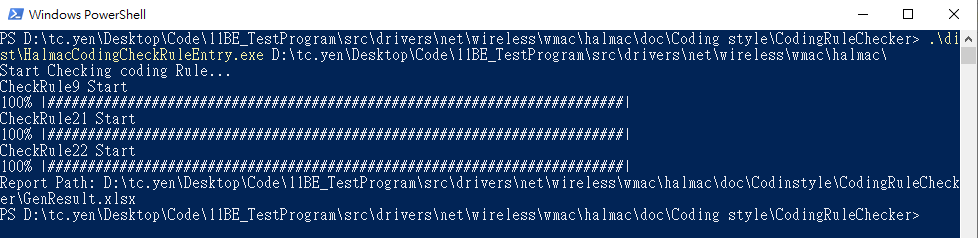 Windows PowerShell
PS D:\tc.yen\Desktop\Code\11BE_TestProgram\src\drivers\net\wireless\wmac\halmac\doc\Coding style\CodingRuleChecker> .\di
st\HalmacCodingCheckRuleEntry.exe D:\tc.yen\Desktop\Code\11BE_TestProgram\src\drivers\net\wireless\wmac\halmac\
Start Checking coding Rule...
CheckRule9 Start
100% |########################################################################|
CheckRule21 Start
100% |########################################################################|
CheckRule22 Start
100% |########################################################################|
Report Path: D:\tc.yen\Desktop\Code\11BE_TestProgram\src\drivers\net\wireless\wmac\halmac\doc\Codinstyle\CodingRuleCheck
er\GenResult.xlsx
PS D:\tc.yen\Desktop\Code\11BE_TestProgram\src\drivers\net\wireless\wmac\halmac\doc\Coding style\CodingRuleChecker>